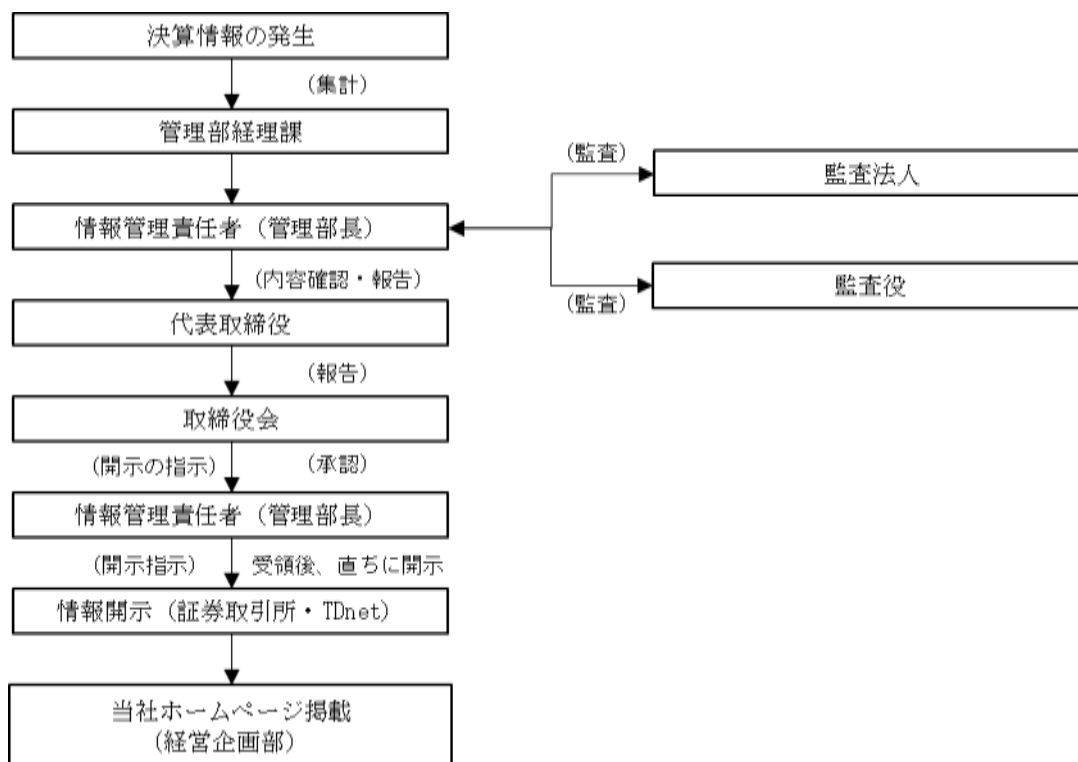 決算情報の発生
(集計)
管理部経理課
(監査)
監査法人
情報管理責任者（管理部長）
(内容確認・報告)
監査役
(監査)
代表取締役
(報告)
取締役会
(開示の指示)
(承認)
情報管理責任者（管理部長）
(開示指示)
受領後、直ちに開示
情報開示（証券取引所・TDnet）
当社ホームページ掲載
(経営企画部)